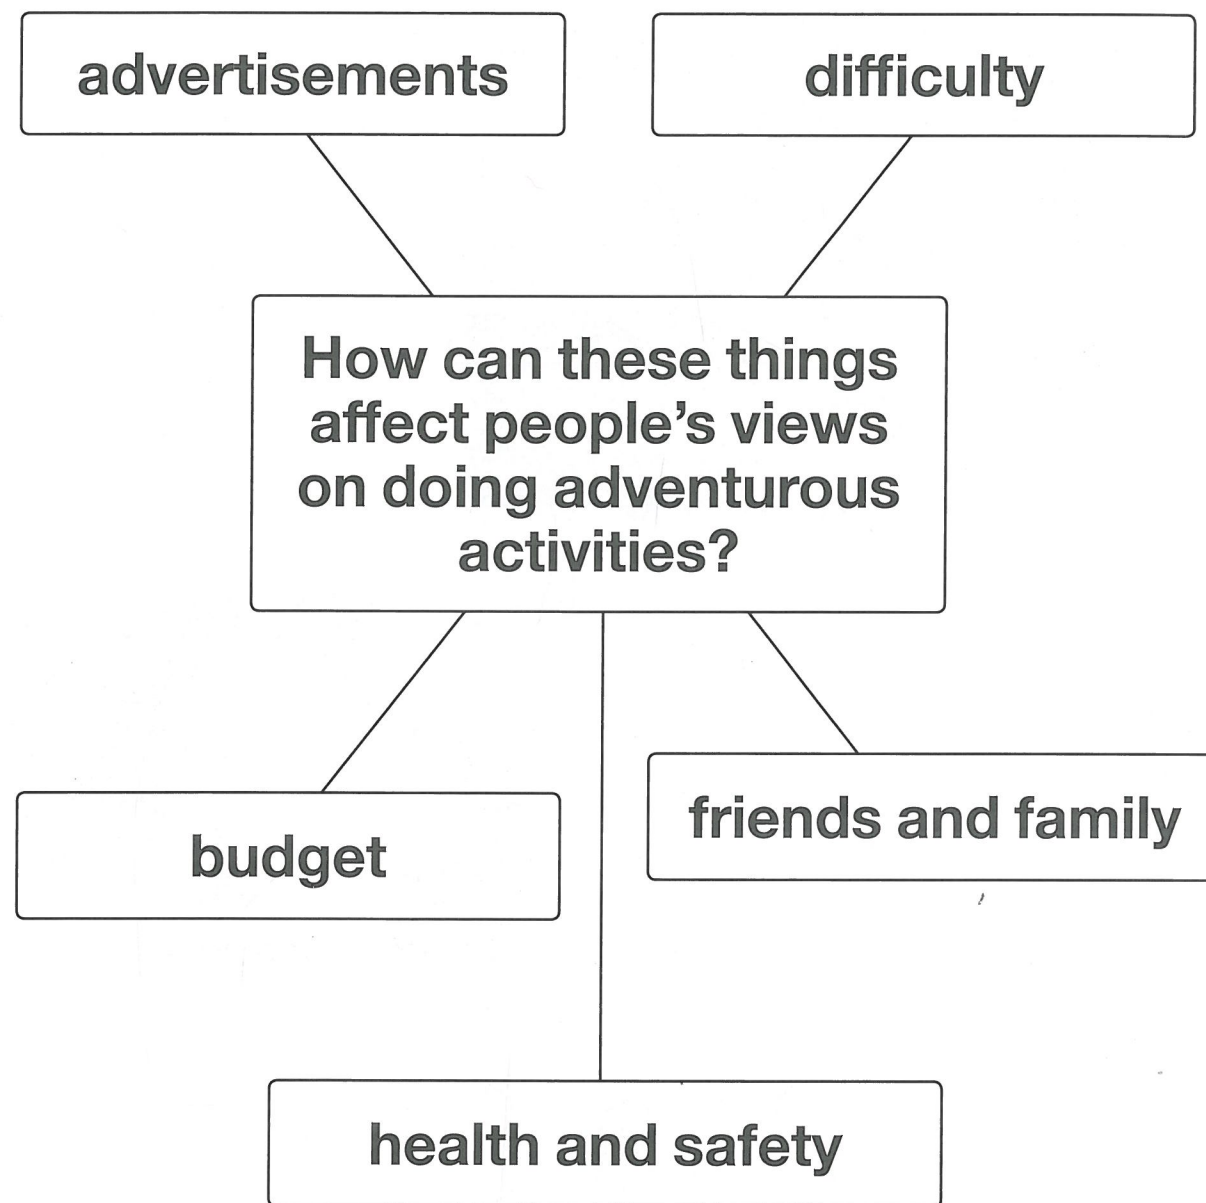 advertisements
difficulty
How can these things
affect people’s views
on doing adventurous
activities?
budget
friends and family
health and safety